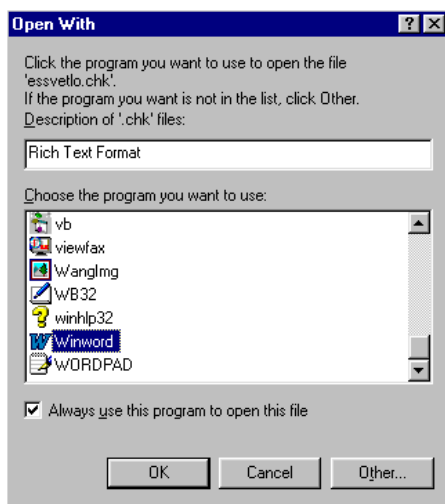 Open With
Click the program you want to use to open the file
'essvetlo.chk'.
If the program you want is not in the list, click Other.
Description of '.chk' files:
Rich Text Format
Choose the program you want to use:
vb
viewfax
WangImg
WB32
winhlp32
Winword
WORDPAD
Always use this program to open this file
OK Cancel Other...